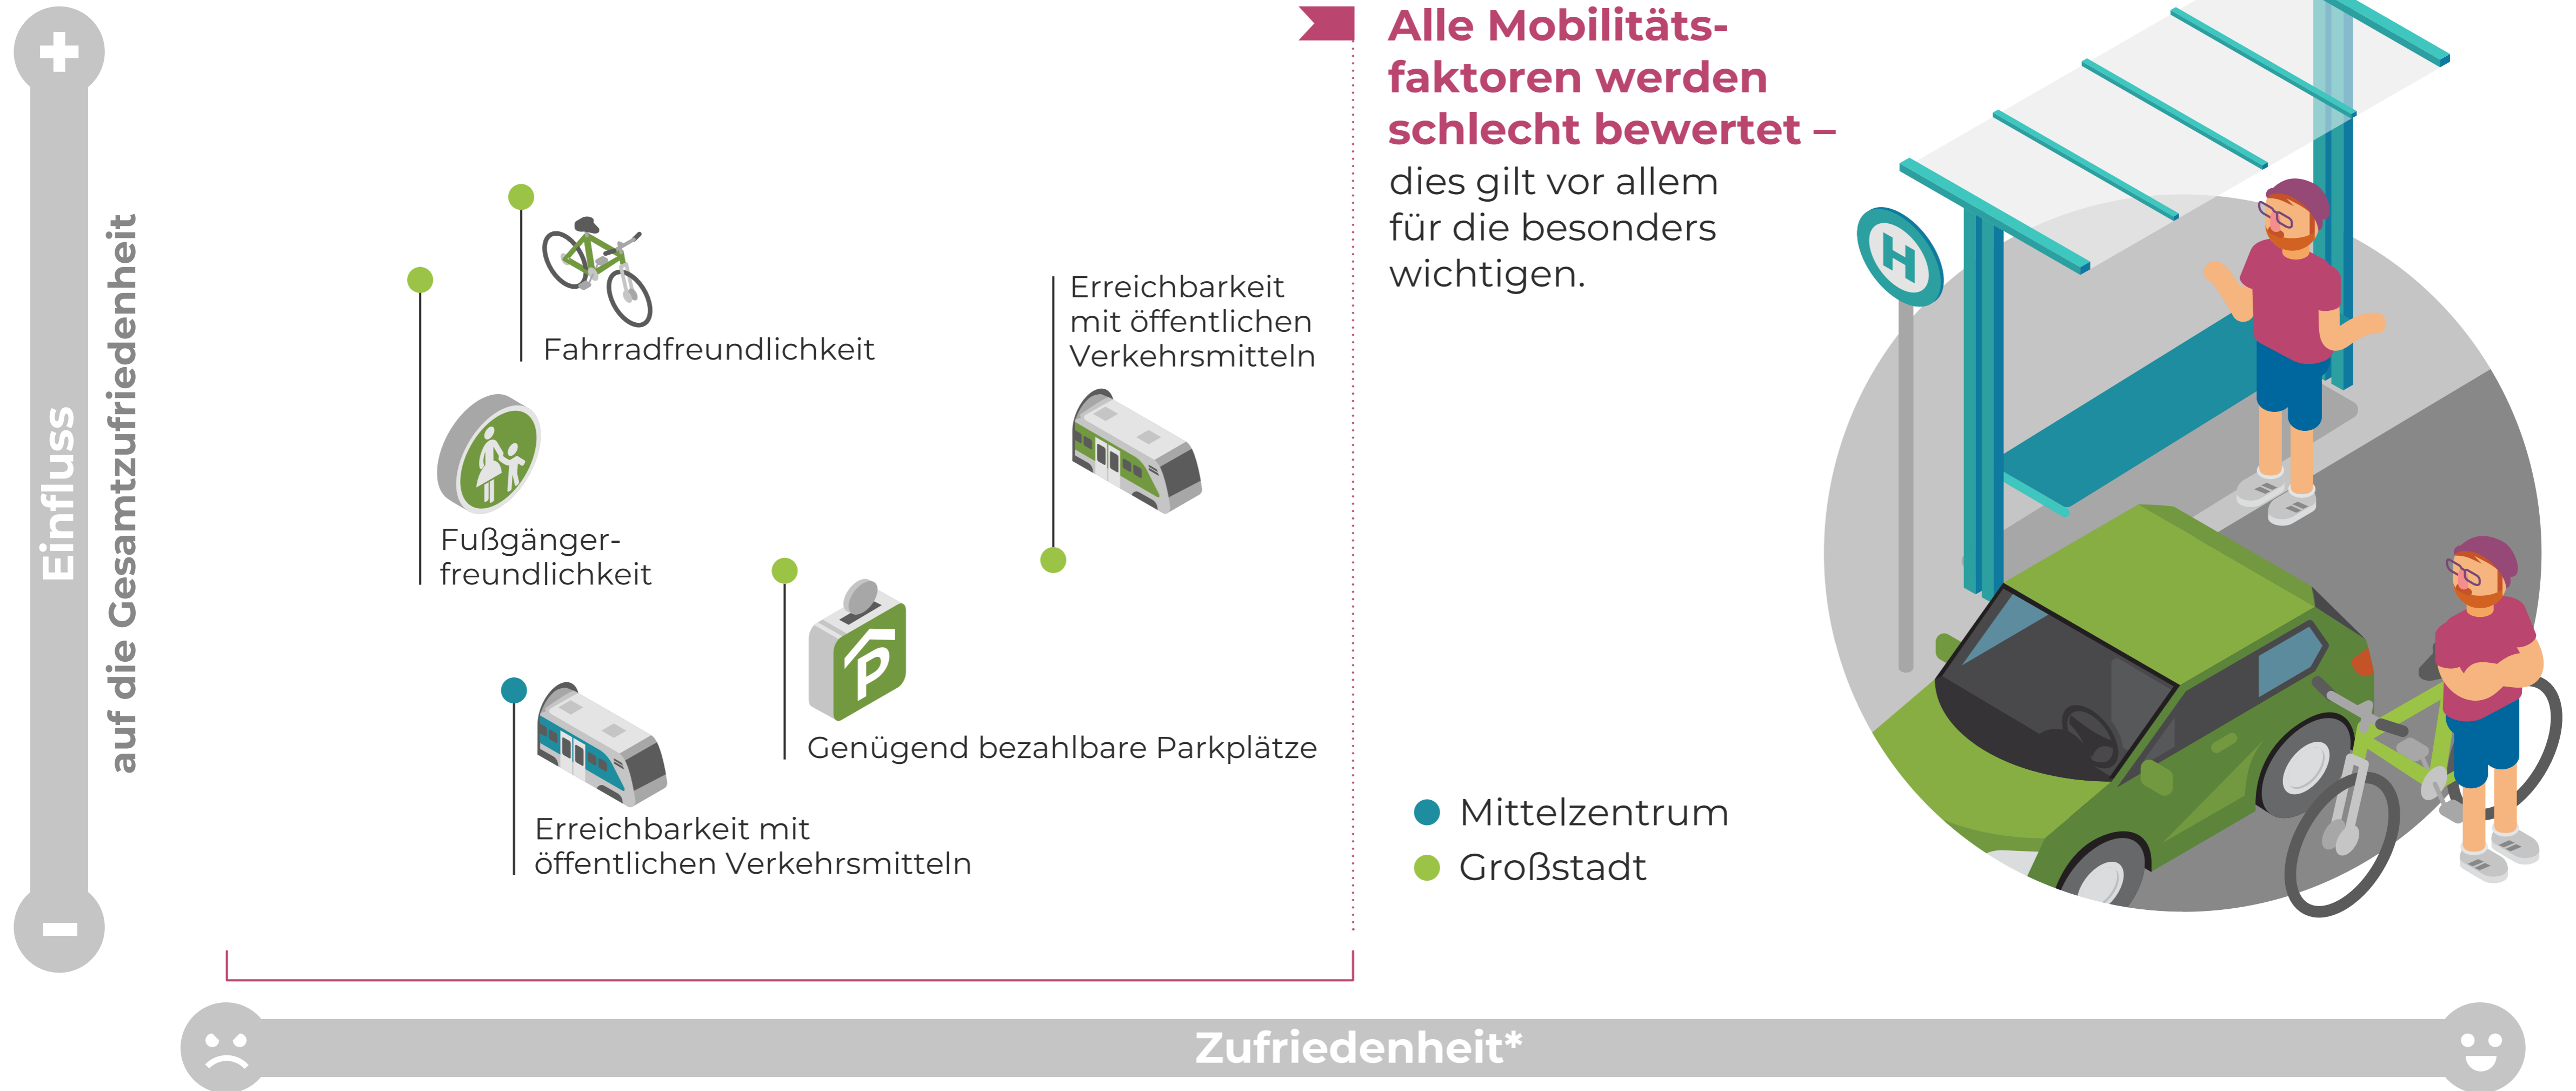 Einfluss
auf die Gesamtzufriedenheit
Fahrradfreundlichkeit
Fußgänger-
freundlichkeit
Erreichbarkeit
mit öffentlichen
Verkehrsmitteln
P
Genügend bezahlbare Parkplätze
Erreichbarkeit mit
öffentlichen Verkehrsmitteln
Alle Mobilitäts-
faktoren werden
schlecht bewertet –
dies gilt vor allem
für die besonders
wichtigen.
H
Mittelzentrum
Großstadt
Zufriedenheit*